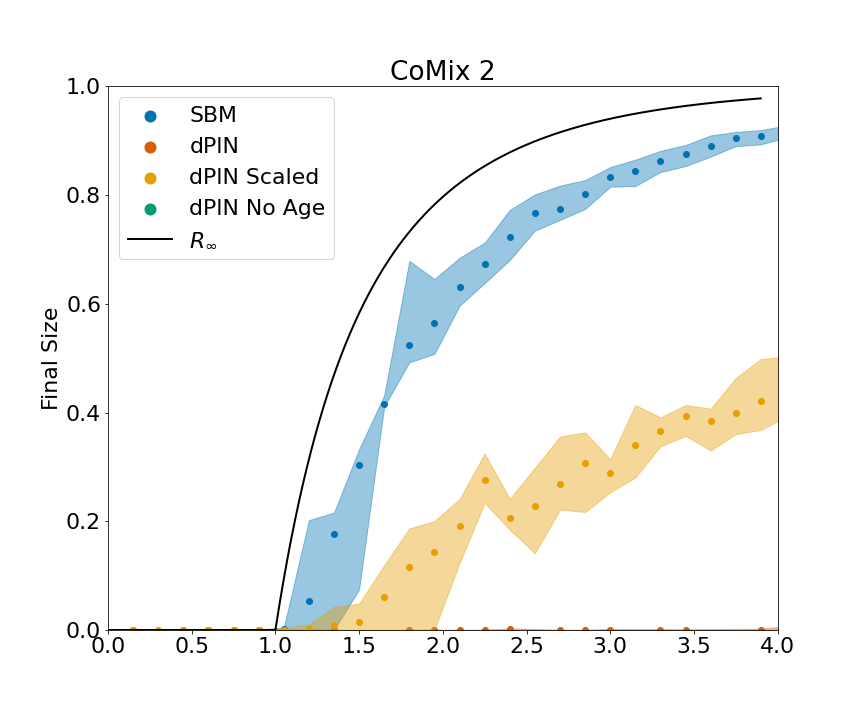 CoMix 2
1.0
0.8
0.6
0.4
0.2
0.0
Final Size
SBM
dPIN
dPIN Scaled
dPIN No Age
R∞
0.0 0.5 1.0 1.5 2.0 2.5 3.0 3.5 4.0